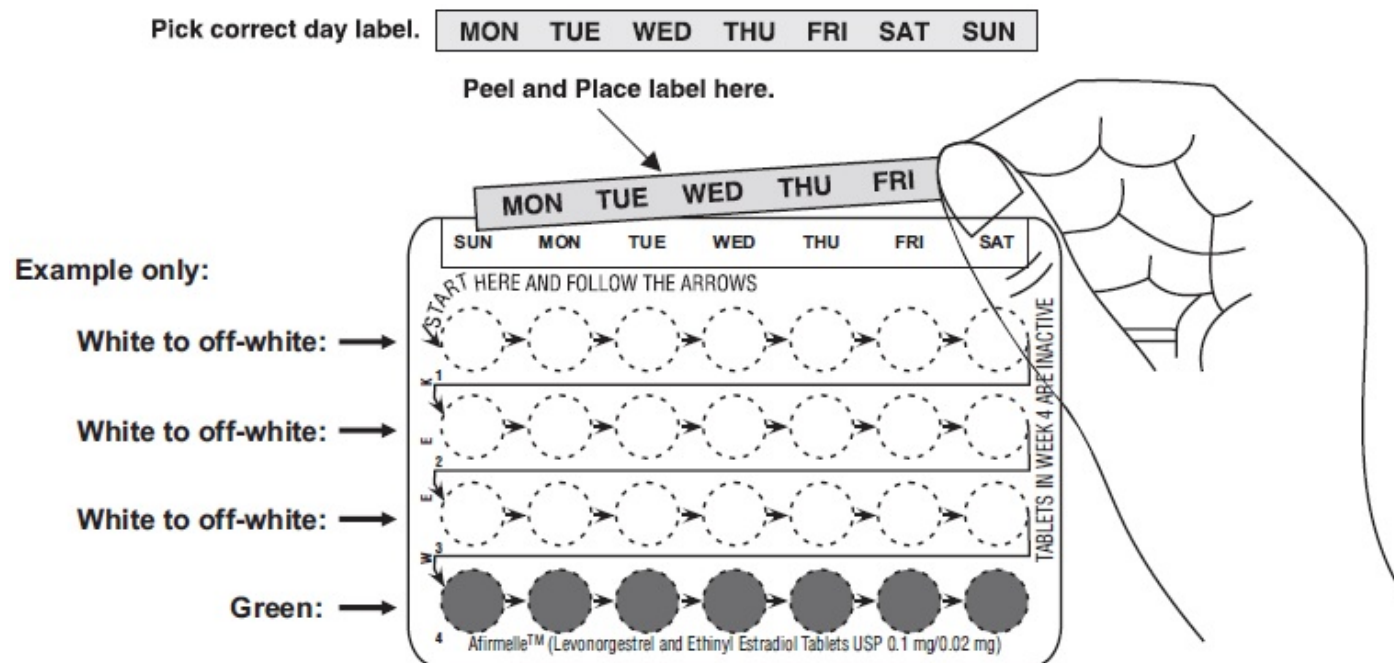 Pick correct day label. MON TUE WED THU FRI SAT SUN
Peel and Place label here.
MON TUE WED THU FRI
SUN MON TUE WED THU FRI SAT
Example only:
START HERE AND FOLLOW THE ARROWS
White to off-white:
1
White to off-white:
2
White to off-white:
3
Green:
4
WEEK
TABLETS IN WEEK 4 ARE INACTIVE
Afirmelle™ (Levonorgestrel and Ethinyl Estradiol Tablets USP 0.1 mg/0.02 mg)